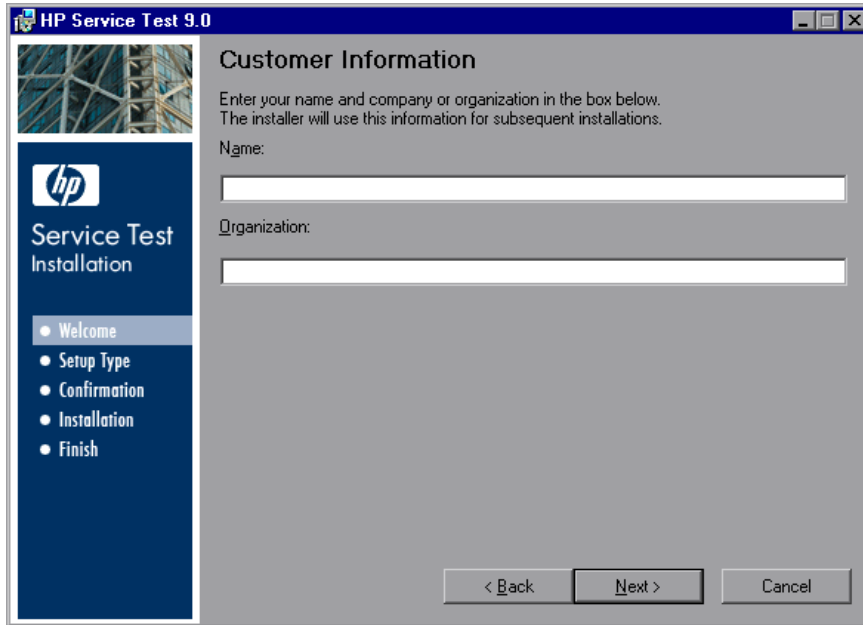 HP Service Test 9.0
Customer Information
Enter your name and company or organization in the box below.
The installer will use this information for subsequent installations.
Name:
Organization:
hp
Service Test
Installation
Welcome
Setup Type
Confirmation
Installation
Finish
< Back
Next >
Cancel